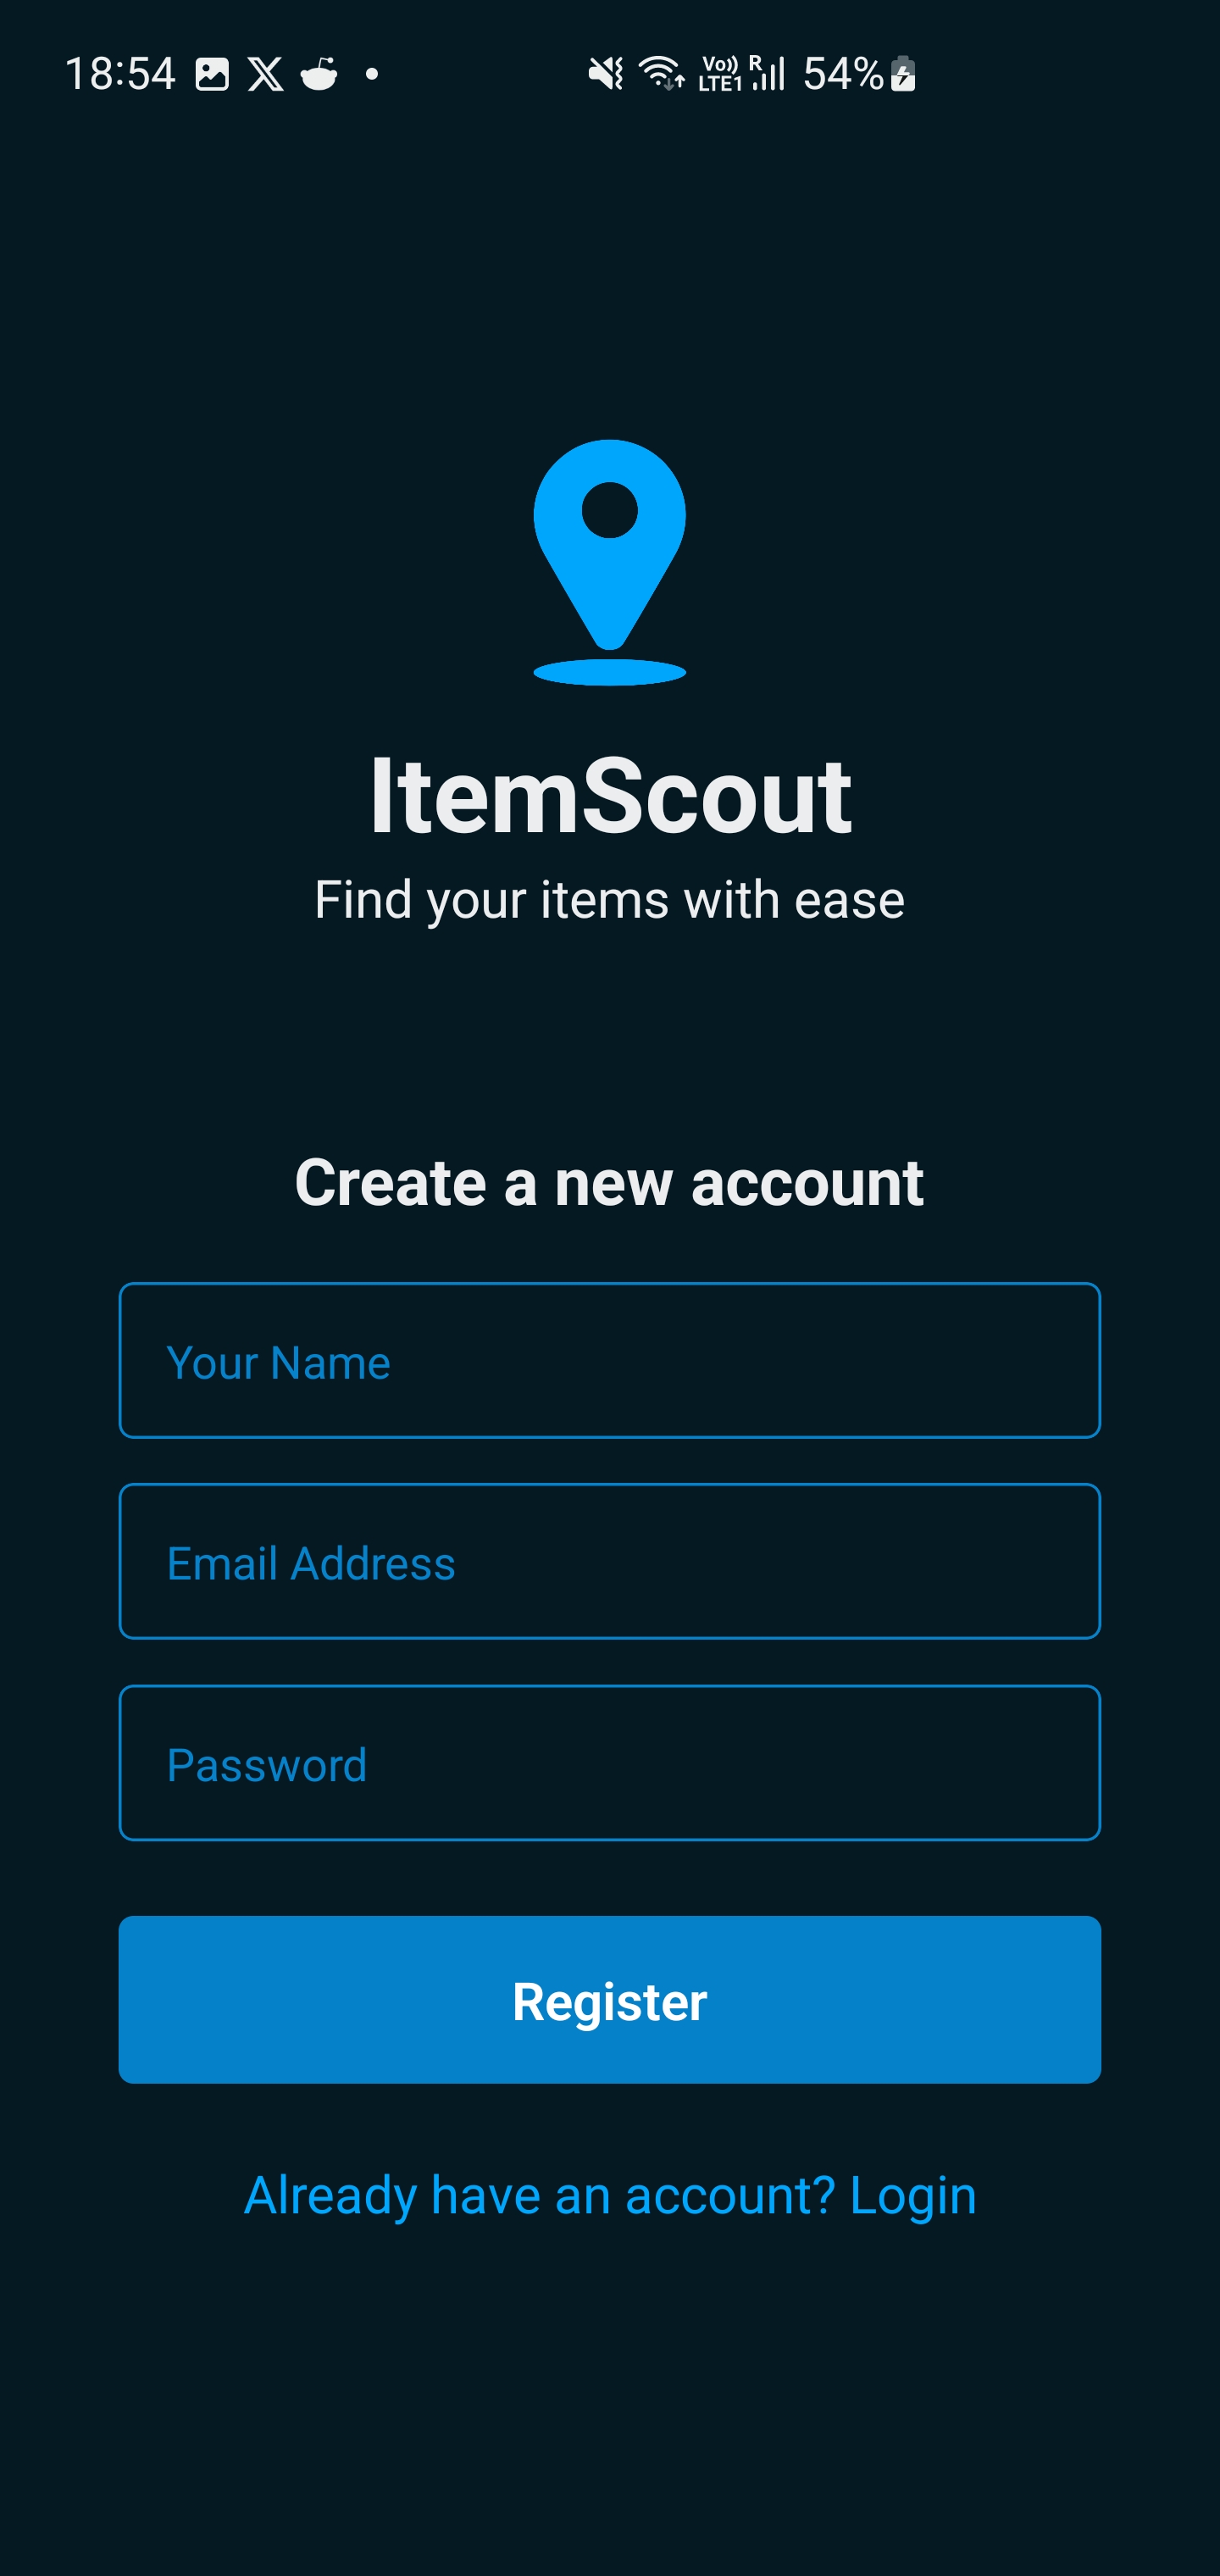 18:54 Vo)) LTE1 R 54%
ItemScout
Find your items with ease
Create a new account
Your Name
Email Address
Password
Register
Already have an account? Login